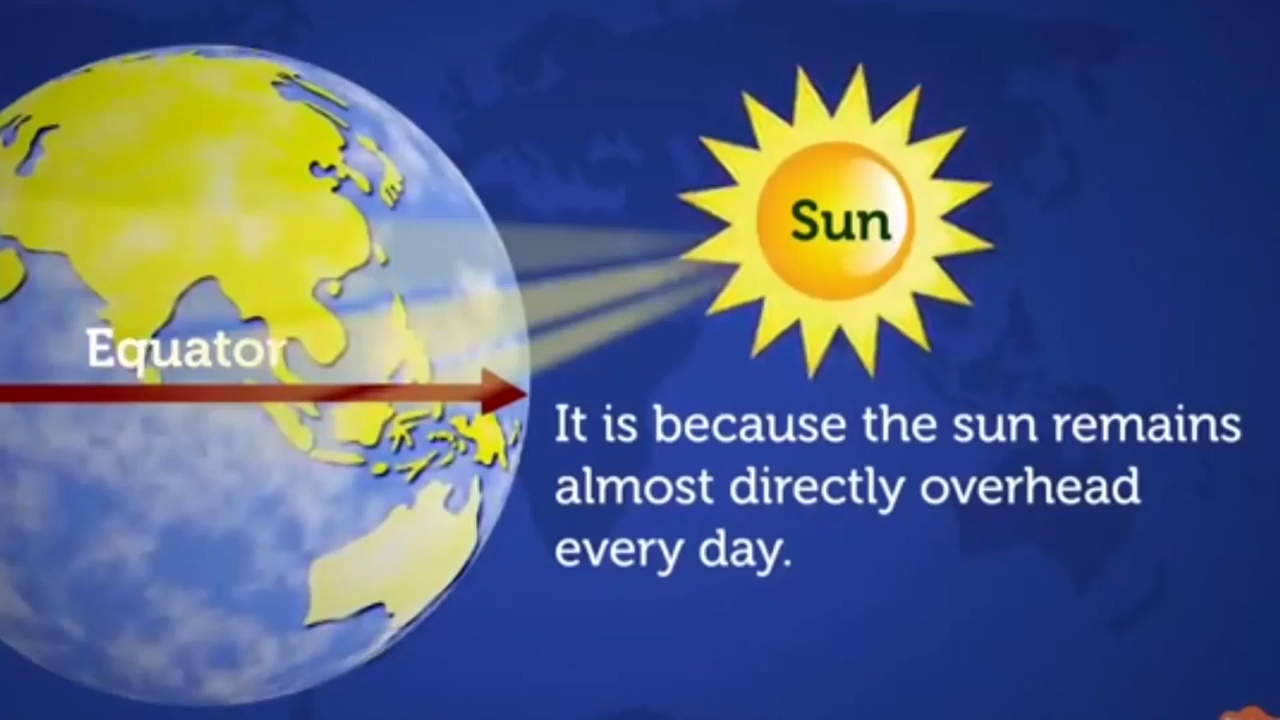 Sun
Equator
It is because the sun remains
almost directly overhead
every day.